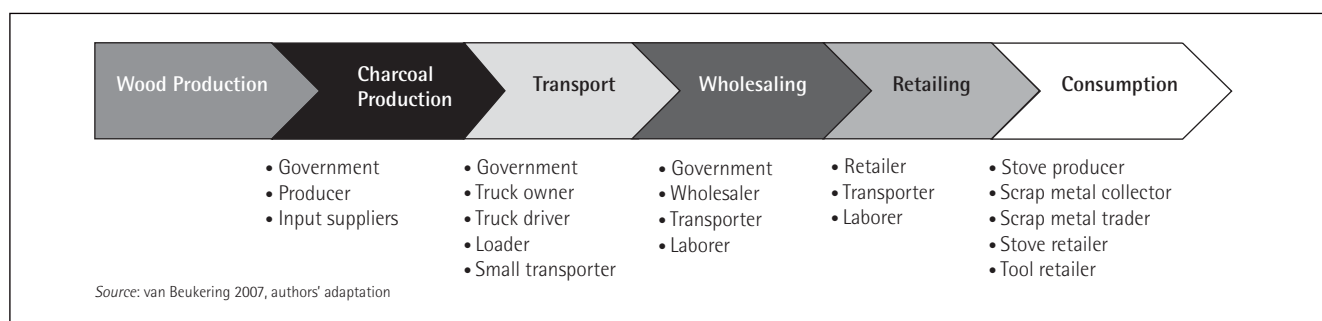 Wood Production
Charcoal
Production
Transport
Wholesaling
Retailing
Consumption
• Government
• Producer
• Input suppliers
• Government
• Truck owner
• Truck driver
• Loader
• Small transporter
• Government
• Wholesaler
• Transporter
• Laborer
• Retailer
• Transporter
• Laborer
• Stove producer
• Scrap metal collector
• Scrap metal trader
• Stove retailer
• Tool retailer
Source: van Beukering 2007, authors’ adaptation